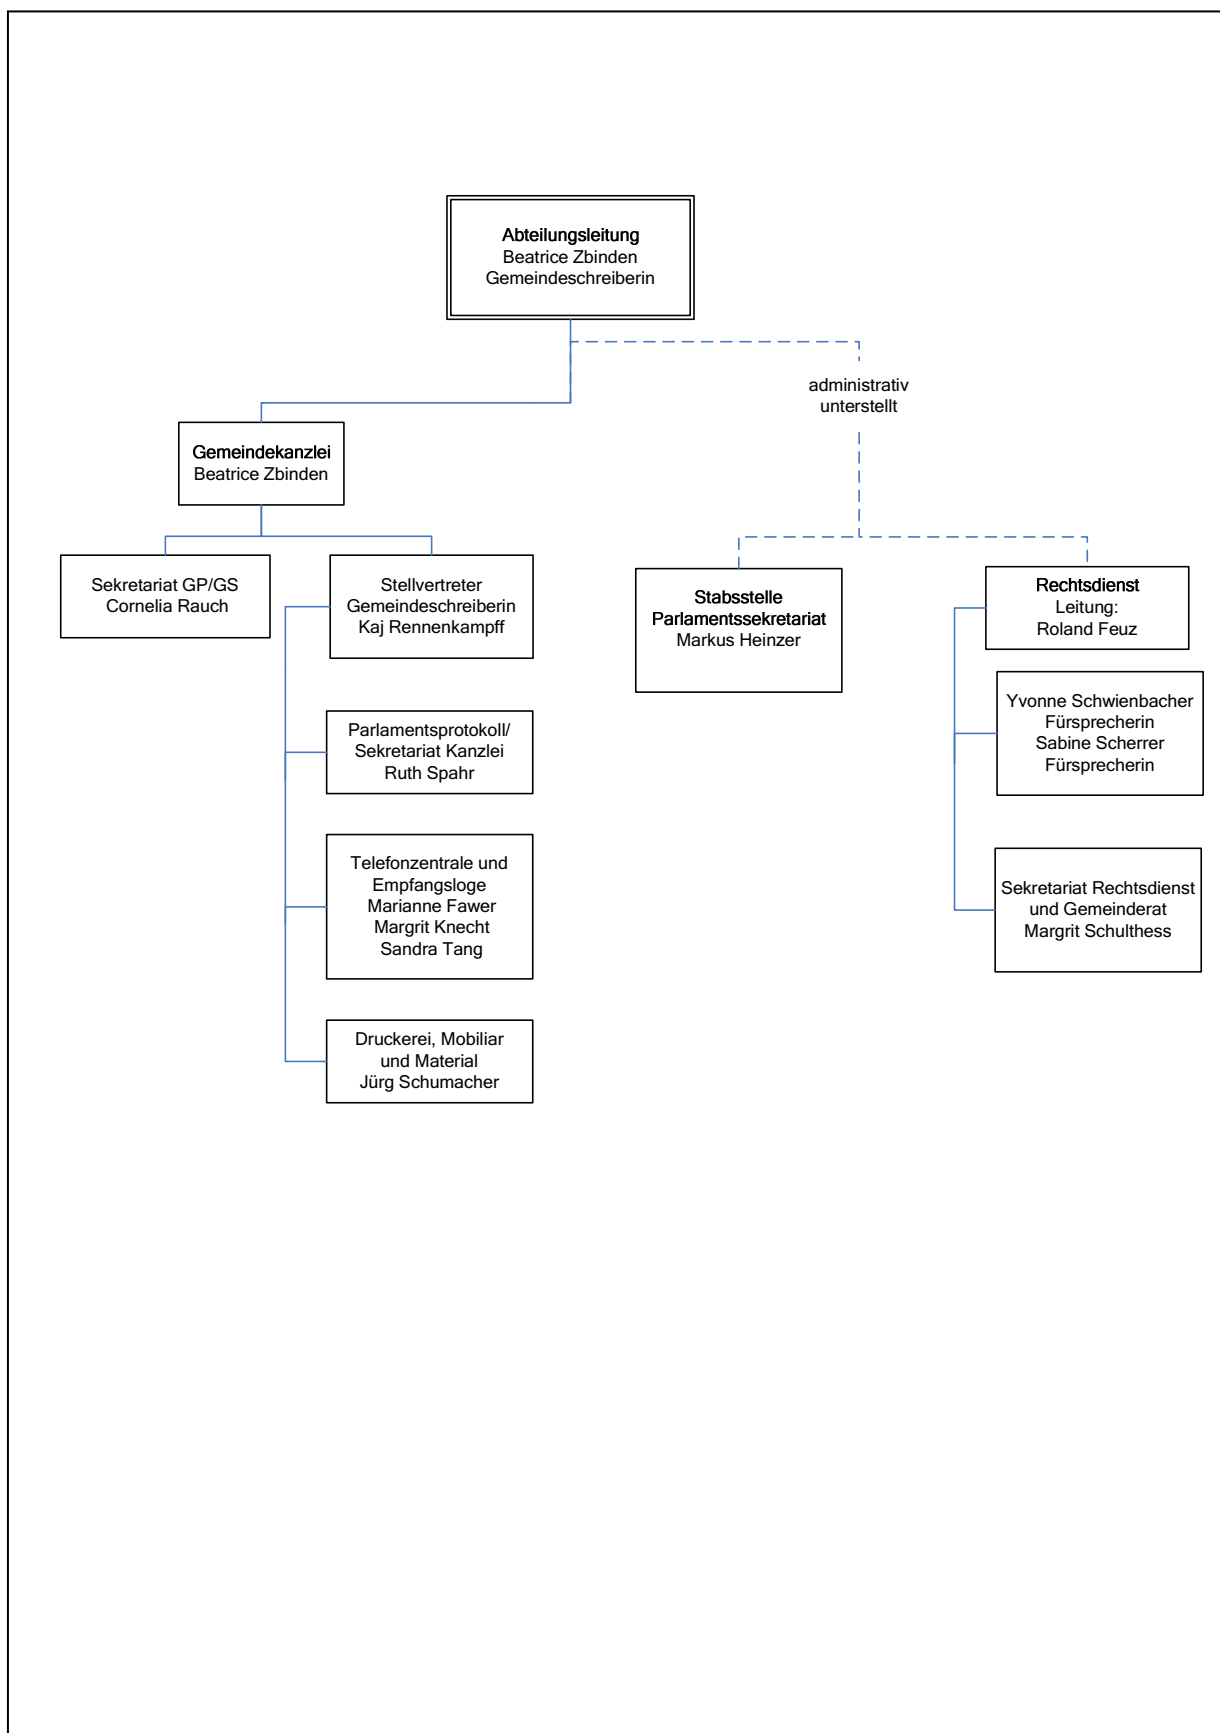 Abteilungsleitung
Beatrice Zbinden
Gemeindeschreiberin
administrativ
unterstellt
Gemeindekanzlei
Beatrice Zbinden
Sekretariat GP/GS
Cornelia Rauch
Stellvertreter
Gemeindeschreiberin
Kaj Rennenkampff
Parlamentsprotokoll/
Sekretariat Kanzlei
Ruth Spahr
Telefonzentrale und
Empfangsloge
Marianne Fawer
Margrit Knecht
Sandra Tang
Druckerei, Mobiliar
und Material
Jürg Schumacher
Stabsstelle
Parlamentssekretariat
Markus Heinzer
Rechtsdienst
Leitung:
Roland Feuz
Yvonne Schwienbacher
Fürsprecherin
Sabine Scherrer
Fürsprecherin
Sekretariat Rechtsdienst
und Gemeinderat
Margrit Schulthess